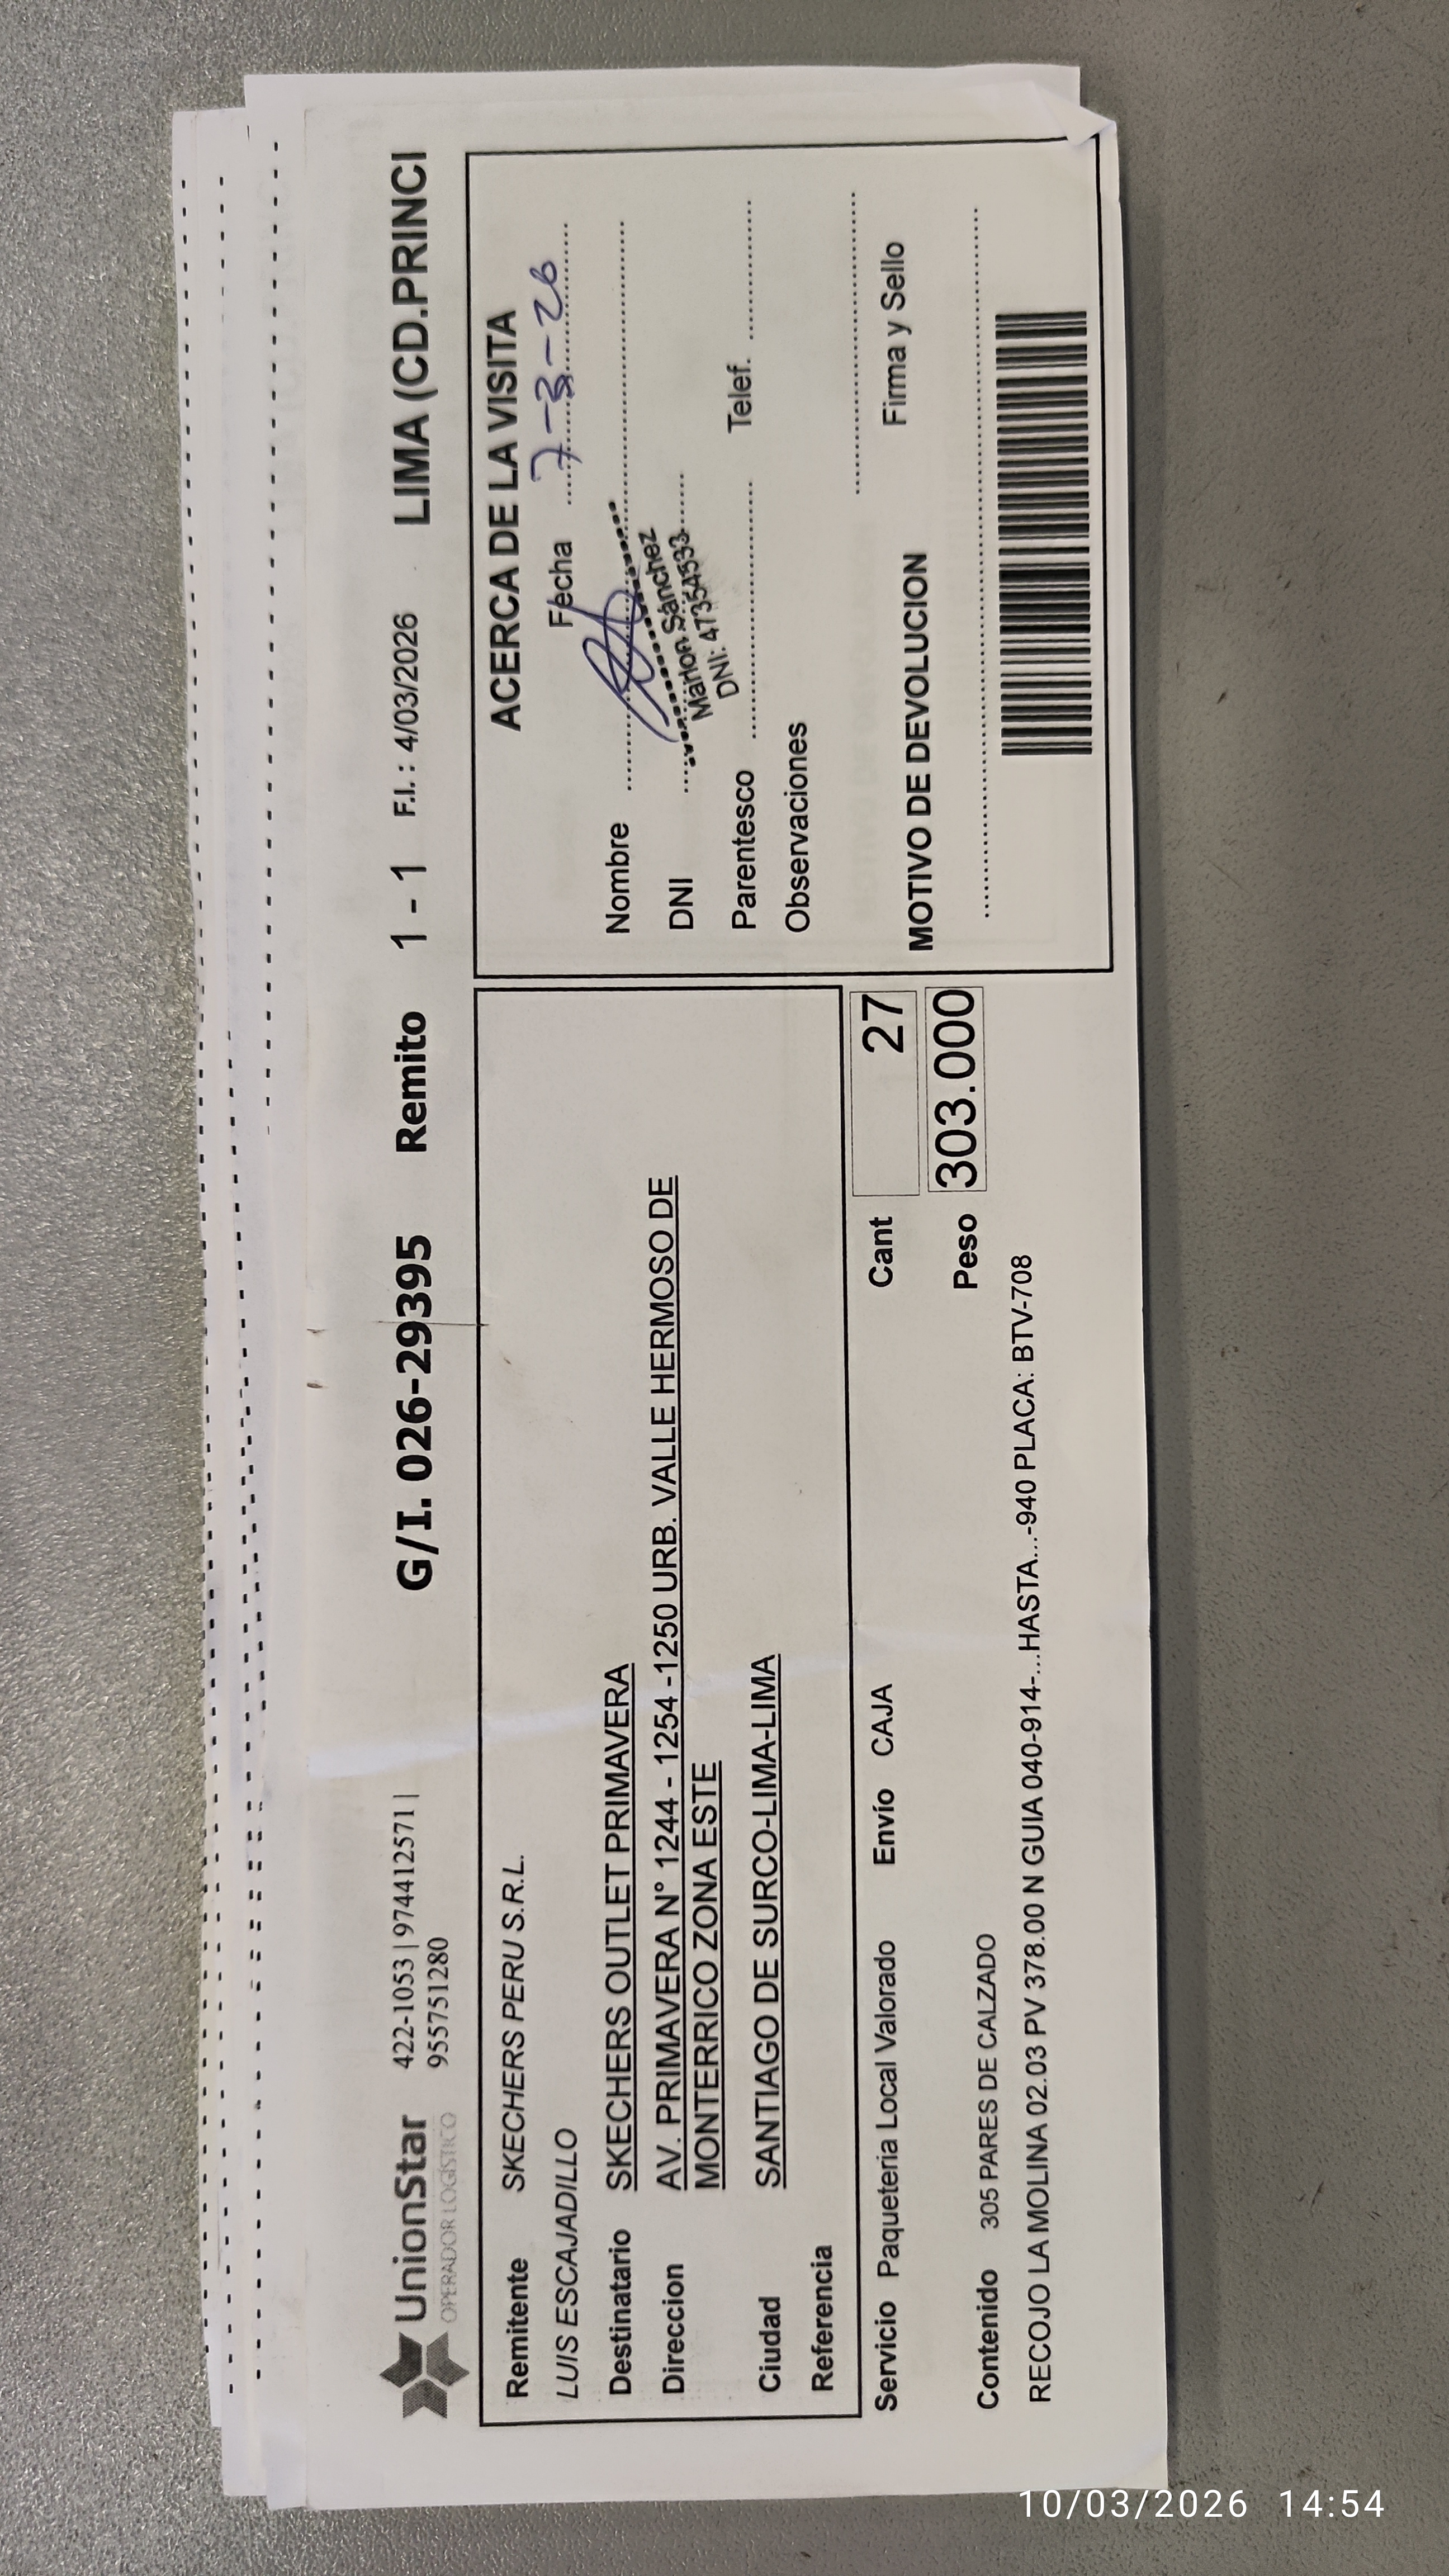 UnionStar
OPERADOR LOGÍSTICO
422-1053 | 974412571 |
955751280
G/I. 026-29395 Remito 1 - 1 F.I. : 4/03/2026 LIMA (CD.PRINCI
Remitente SKECHERS PERU S.R.L.
LUIS ESCAJADILLO
Destinatario SKECHERS OUTLET PRIMAVERA
Direccion AV. PRIMAVERA N° 1244 - 1254 -1250 URB. VALLE HERMOSO DE
MONTERRICO ZONA ESTE
Ciudad SANTIAGO DE SURCO-LIMA-LIMA
Referencia
Servicio Paqueteria Local Valorado Envío CAJA Cant 27
Peso 303.000
Contenido 305 PARES DE CALZADO
RECOJO LA MOLINA 02.03 PV 378.00 N GUIA 040-914-...HASTA...-940 PLACA: BTV-708
ACERCA DE LA VISITA
Fecha 7-3-26
Nombre
DNI
Marlon Sánchez
DNI: 47354533
Parentesco Telef.
Observaciones
Firma y Sello
MOTIVO DE DEVOLUCION
10/03/2026 14:54